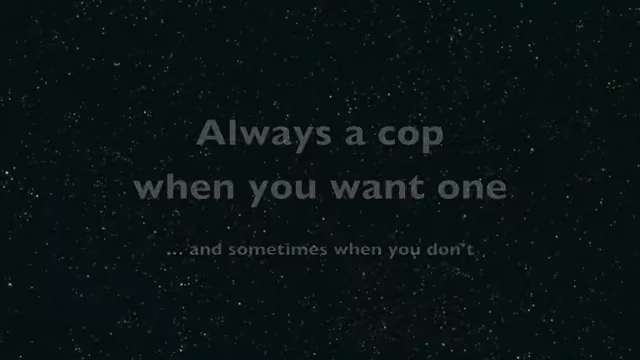 Always a cop
when you want one
... and sometimes when you don't